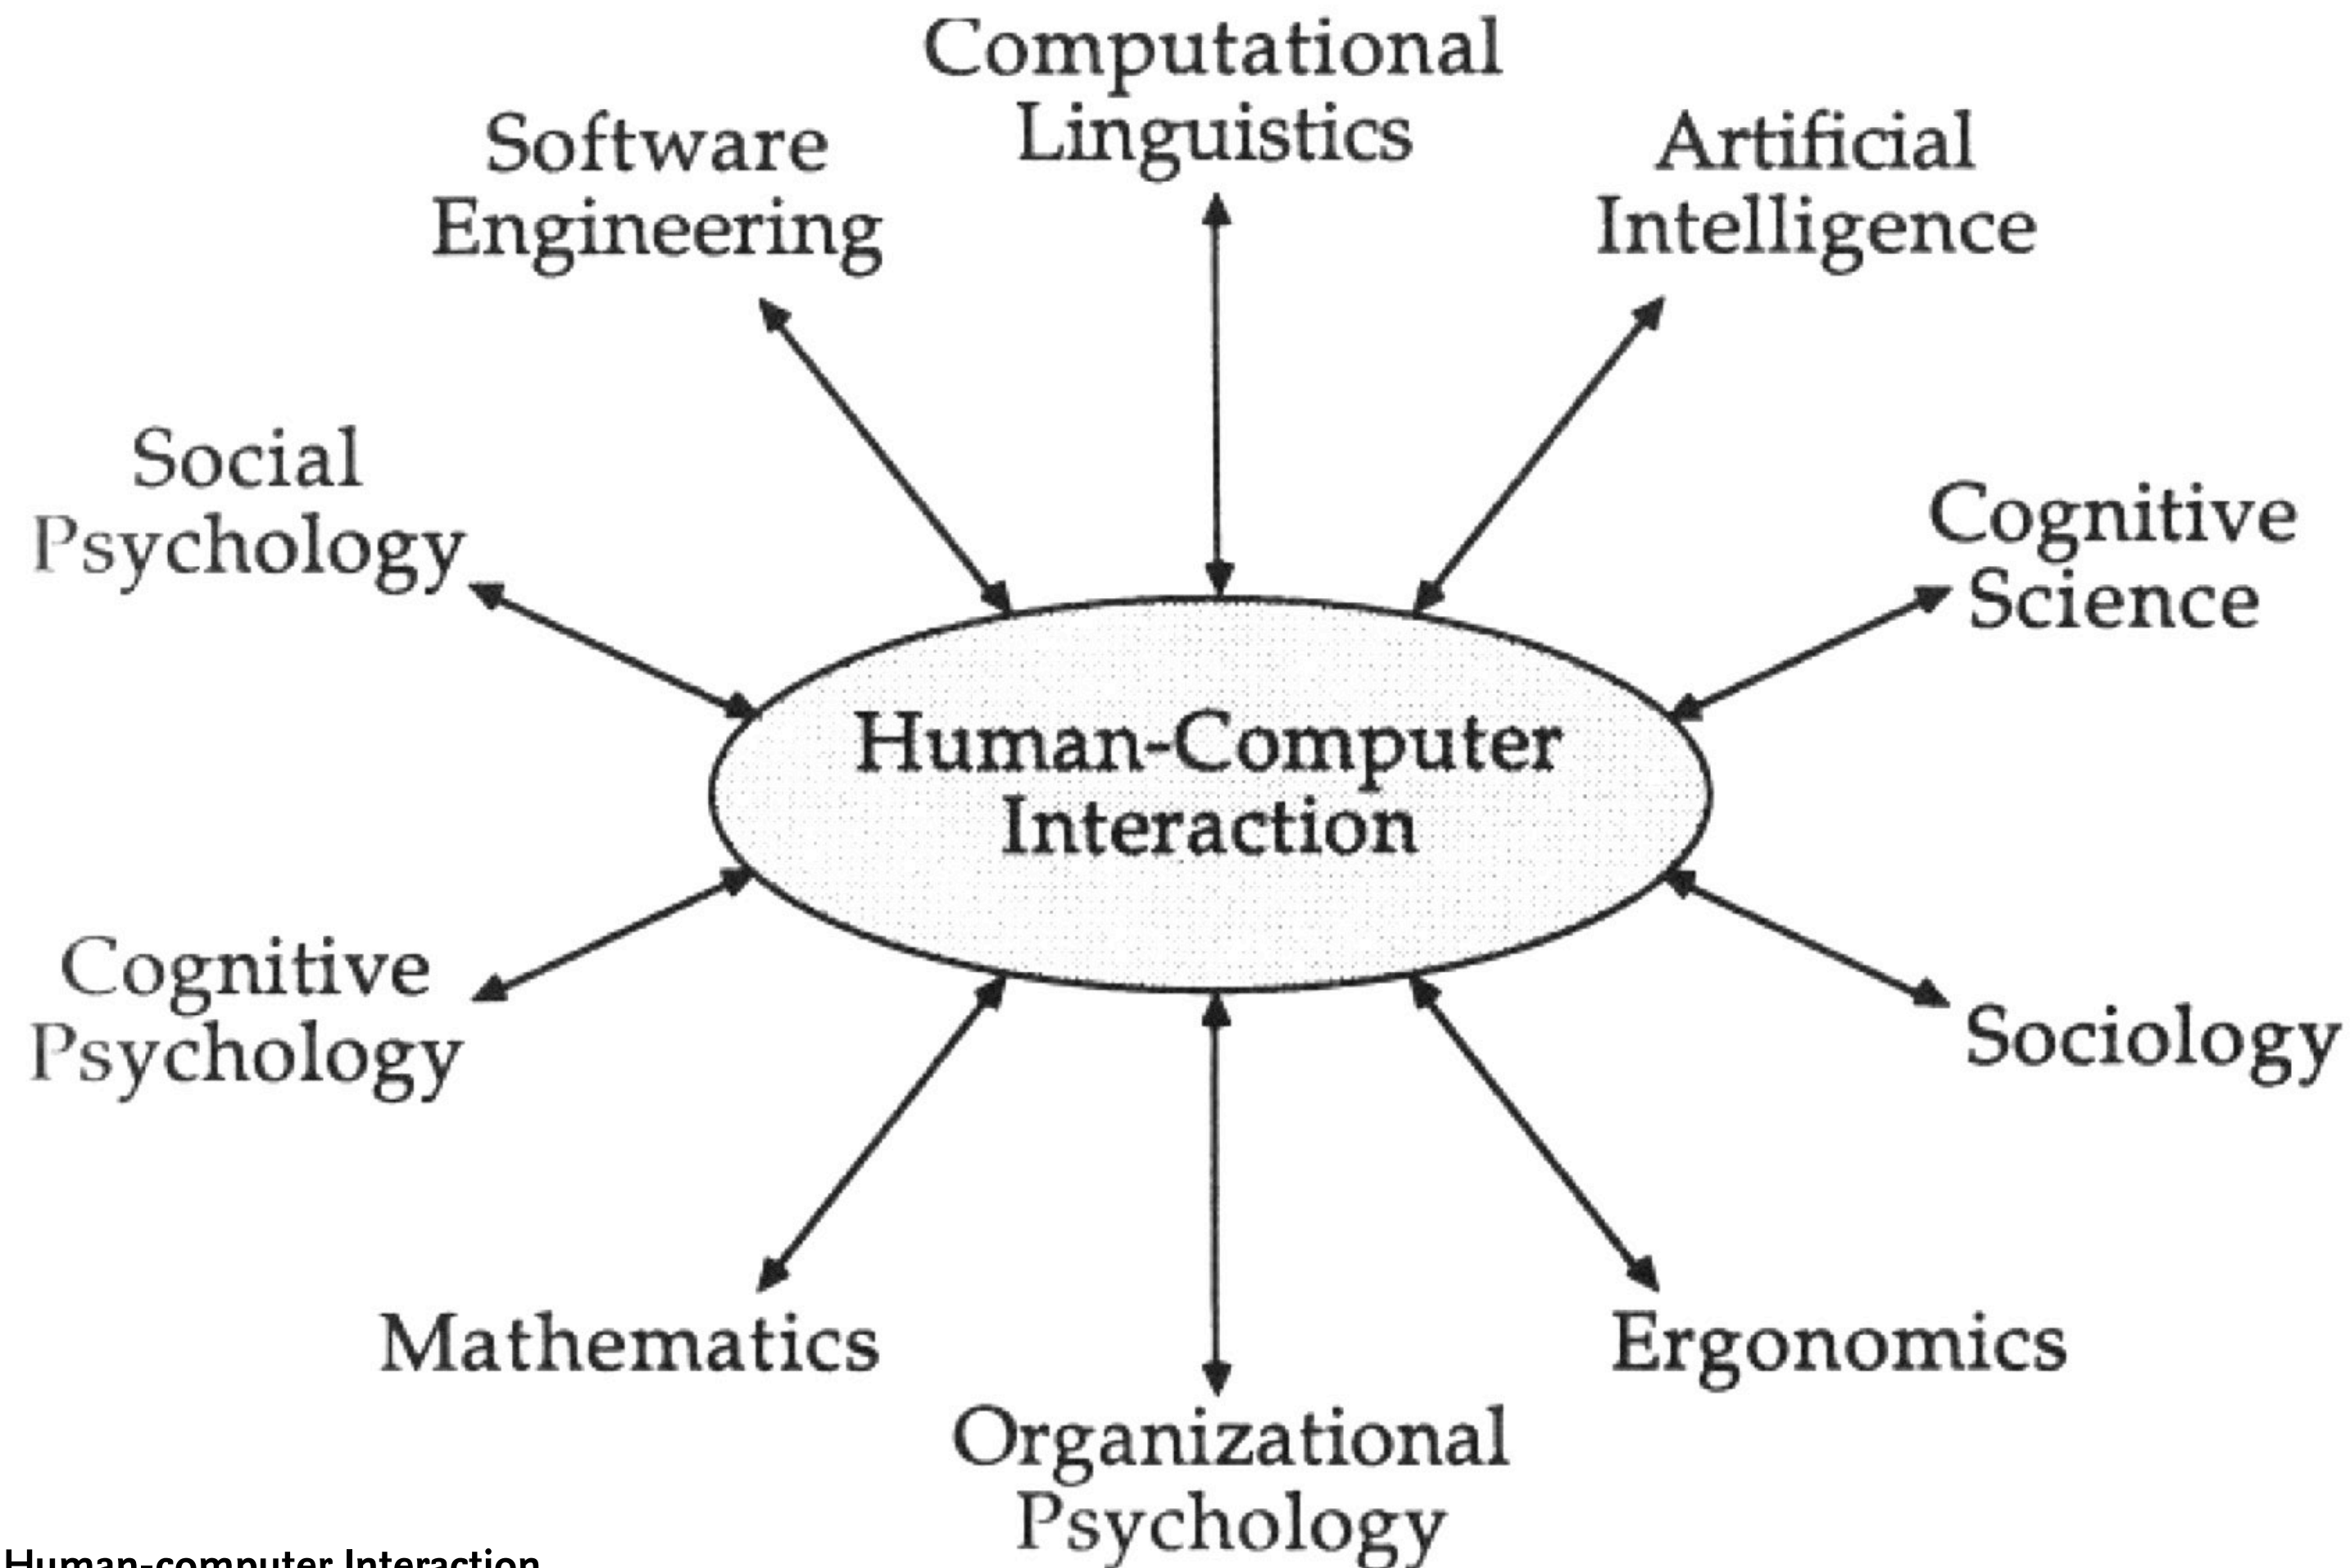 Computational
Linguistics
Software
Engineering
Artificial
Intelligence
Social
Psychology
Cognitive
Science
Human-Computer
Interaction
Cognitive
Psychology
Sociology
Mathematics
Ergonomics
Organizational
Psychology
Human-computer Interaction